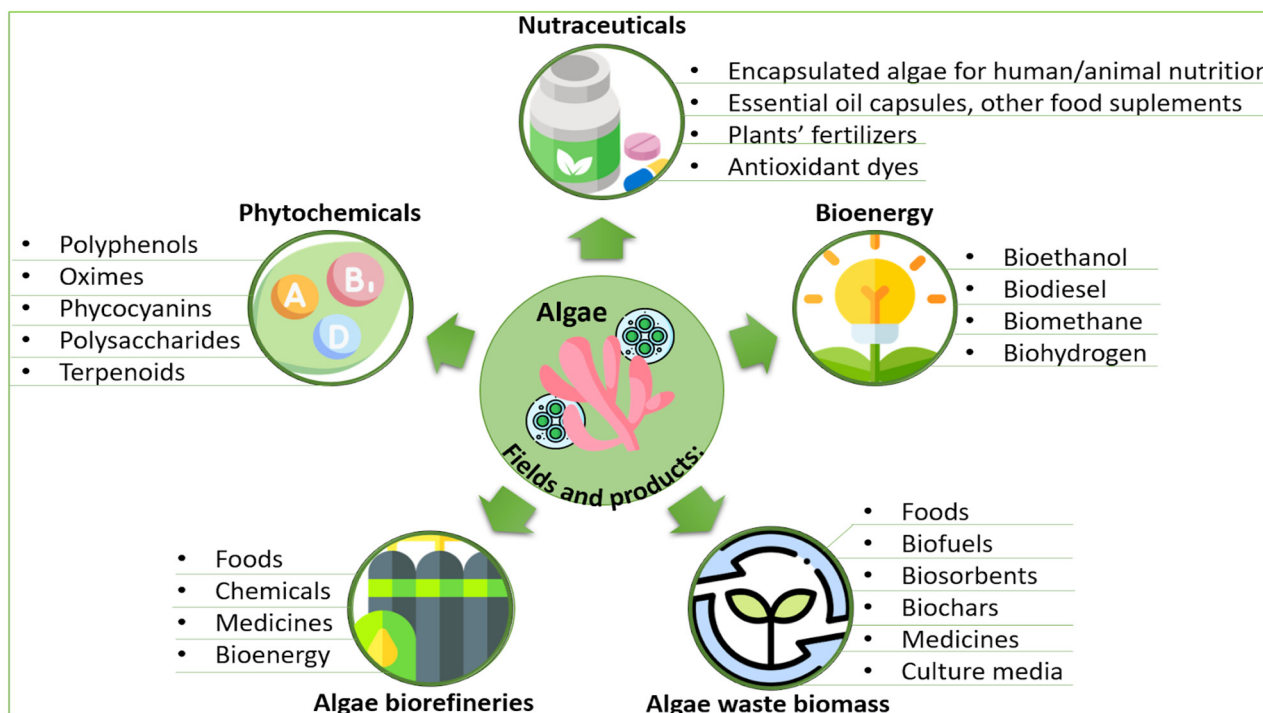 Nutraceuticals
• Encapsulated algae for human/animal nutrition
• Essential oil capsules, other food suplements
• Plants’ fertilizers
• Antioxidant dyes
Phytochemicals
• Polyphenols
• Oximes
• Phycocyanins
• Polysaccharides
• Terpenoids
A
B₁
D
Bioenergy
• Bioethanol
• Biodiesel
• Biomethane
• Biohydrogen
Algae
Fields and products:
• Foods
• Chemicals
• Medicines
• Bioenergy
Algae biorefineries
• Foods
• Biofuels
• Biosorbents
• Biochars
• Medicines
• Culture media
Algae waste biomass